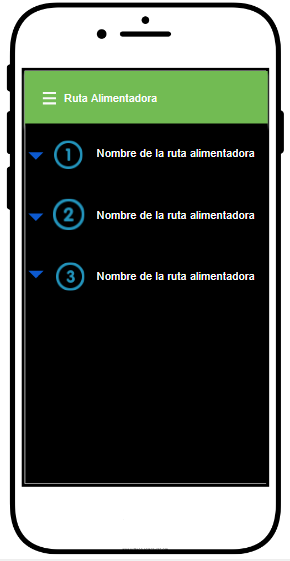 Ruta Alimentadora
1 Nombre de la ruta alimentadora
2 Nombre de la ruta alimentadora
3 Nombre de la ruta alimentadora